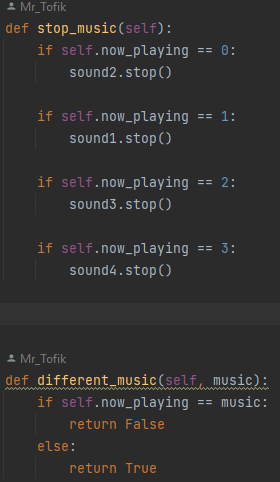 Mr_Tofik
def stop_music(self):
    if self.now_playing == 0:
        sound2.stop()
    if self.now_playing == 1:
        sound1.stop()
    if self.now_playing == 2:
        sound3.stop()
    if self.now_playing == 3:
        sound4.stop()
Mr_Tofik
def different_music(self, music):
    if self.now_playing == music:
        return False
    else:
        return True